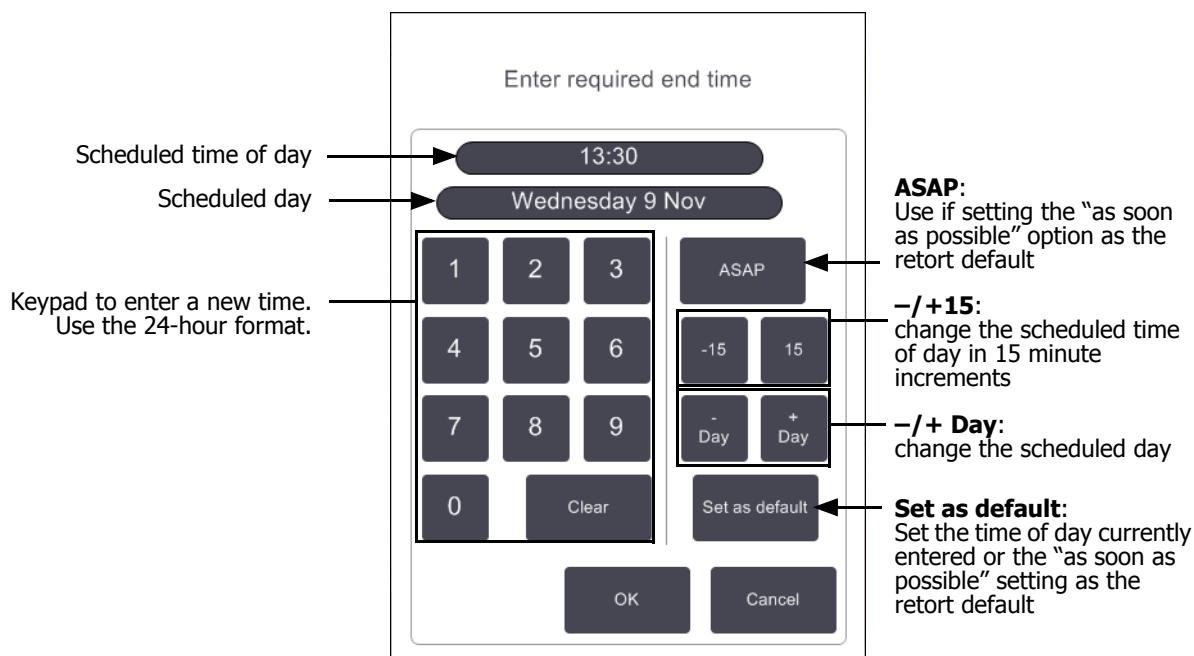 Enter required end time
Scheduled time of day
13:30
Scheduled day
Wednesday 9 Nov
Keypad to enter a new time.
Use the 24-hour format.
1 2 3
4 5 6
7 8 9
0 Clear
ASAP
-15 15
- +
Day Day
Set as default
OK Cancel
ASAP:
Use if setting the “as soon
as possible” option as the
retort default
–/+15:
change the scheduled time
of day in 15 minute
increments
–/+ Day:
change the scheduled day
Set as default:
Set the time of day currently
entered or the “as soon as
possible” setting as the
retort default